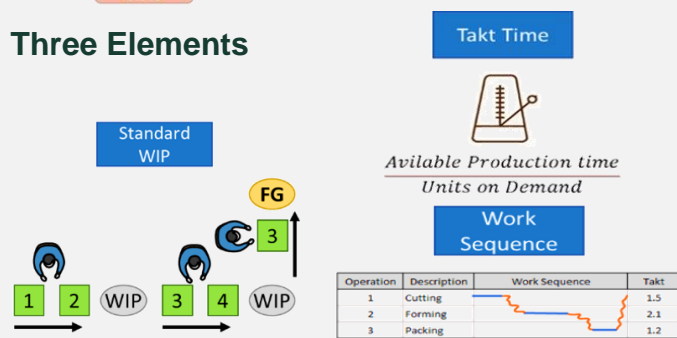 Three Elements
Takt Time
Avilable Production time
Units on Demand
Standard
WIP
FG
3
1 2 WIP 3 4 WIP
Work
Sequence
Operation Description Work Sequence Takt
1 Cutting 1.5
2 Forming 2.1
3 Packing 1.2